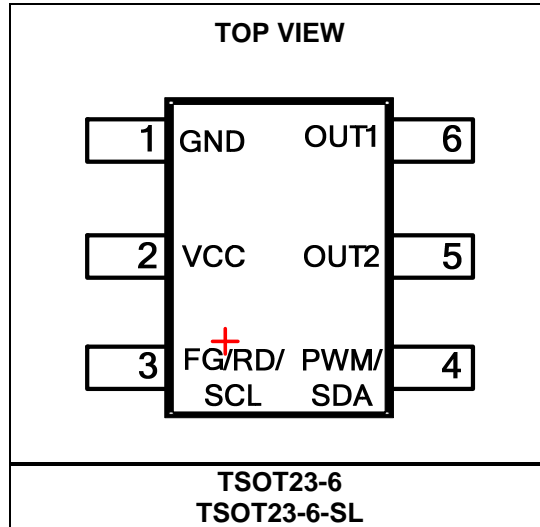 TOP VIEW
1 GND OUT1 6
2 VCC OUT2 5
3 FG/RD/ PWM/ 4
SCL SDA
TSOT23-6
TSOT23-6-SL